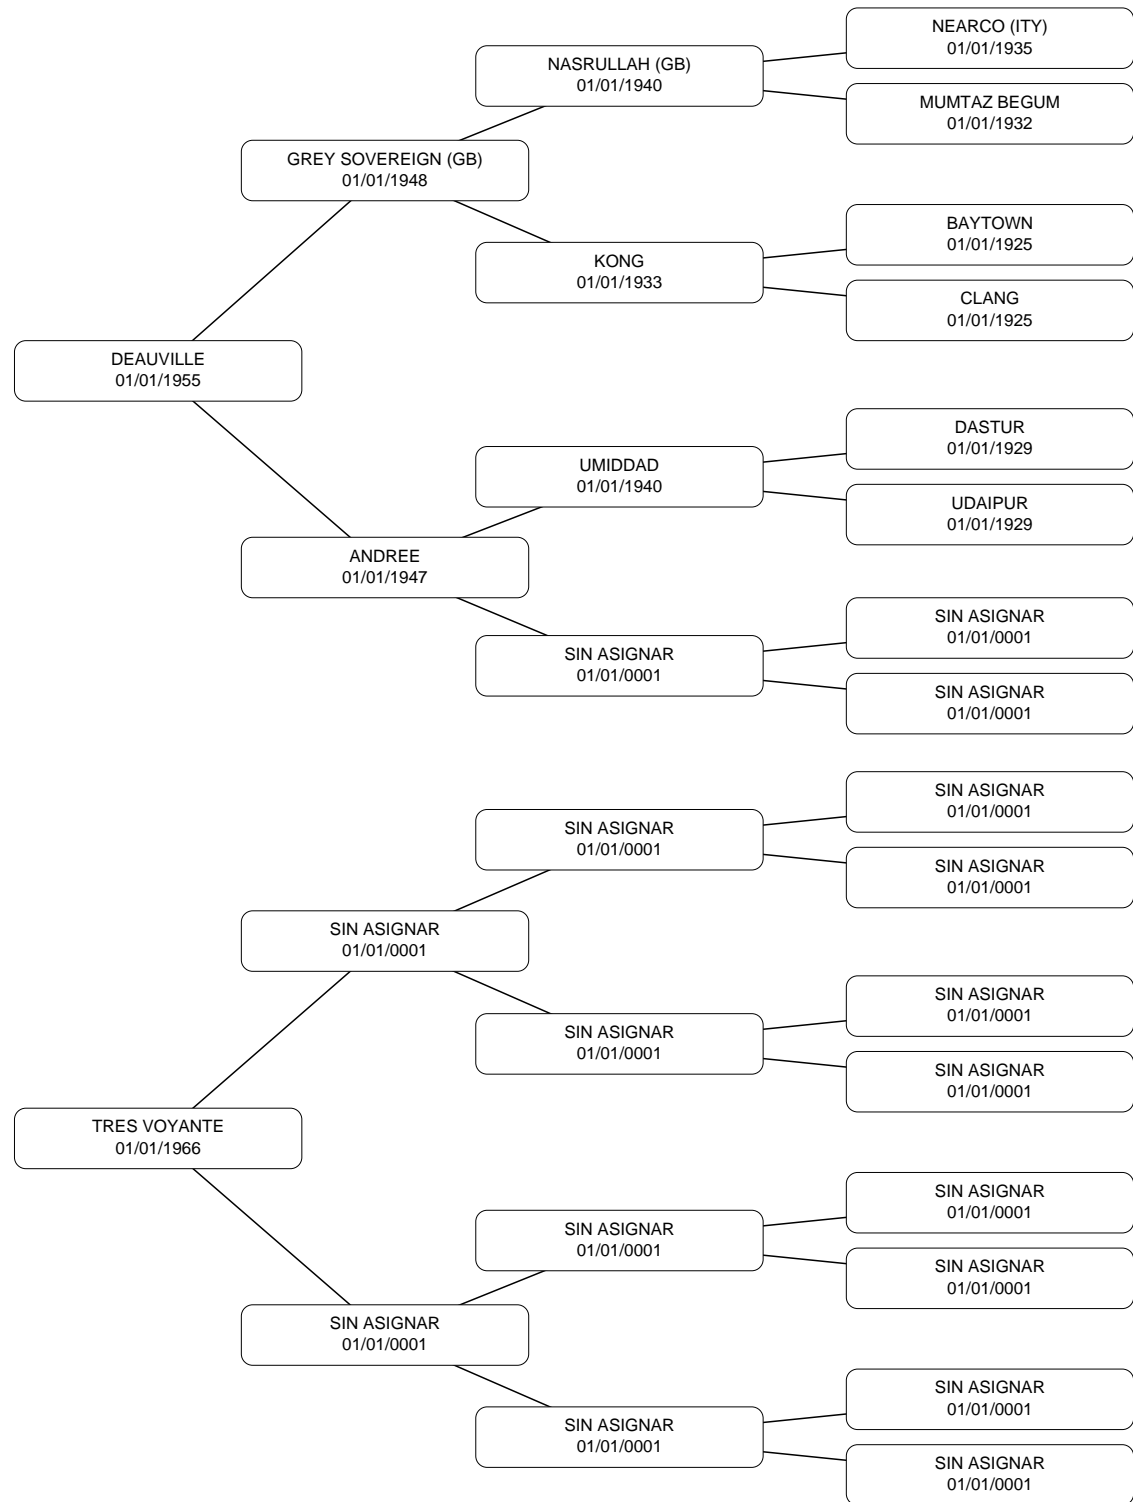 NEARCO (ITY)
01/01/1935
NASRULLAH (GB)
01/01/1940
MUMTAZ BEGUM
01/01/1932
GREY SOVEREIGN (GB)
01/01/1948
BAYTOWN
01/01/1925
KONG
01/01/1933
CLANG
01/01/1925
DEAUVILLE
01/01/1955
DASTUR
01/01/1929
UMIDDAD
01/01/1940
UDAIPUR
01/01/1929
ANDREE
01/01/1947
SIN ASIGNAR
01/01/0001
SIN ASIGNAR
01/01/0001
SIN ASIGNAR
01/01/0001
SIN ASIGNAR
01/01/0001
SIN ASIGNAR
01/01/0001
SIN ASIGNAR
01/01/0001
SIN ASIGNAR
01/01/0001
SIN ASIGNAR
01/01/0001
SIN ASIGNAR
01/01/0001
SIN ASIGNAR
01/01/0001
TRES VOYANTE
01/01/1966
SIN ASIGNAR
01/01/0001
SIN ASIGNAR
01/01/0001
SIN ASIGNAR
01/01/0001
SIN ASIGNAR
01/01/0001
SIN ASIGNAR
01/01/0001
SIN ASIGNAR
01/01/0001
SIN ASIGNAR
01/01/0001